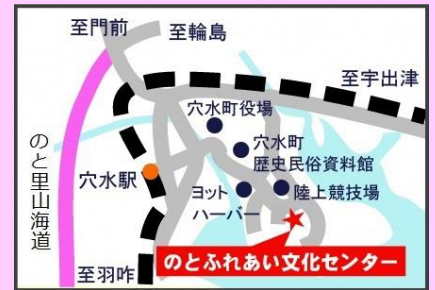 至門前
至輪島
至宇出津
穴水町役場
穴水町
歴史民俗資料館
のと里山海道
穴水駅
ヨット
ハーバー
陸上競技場
のとふれあい文化センター
至羽咋